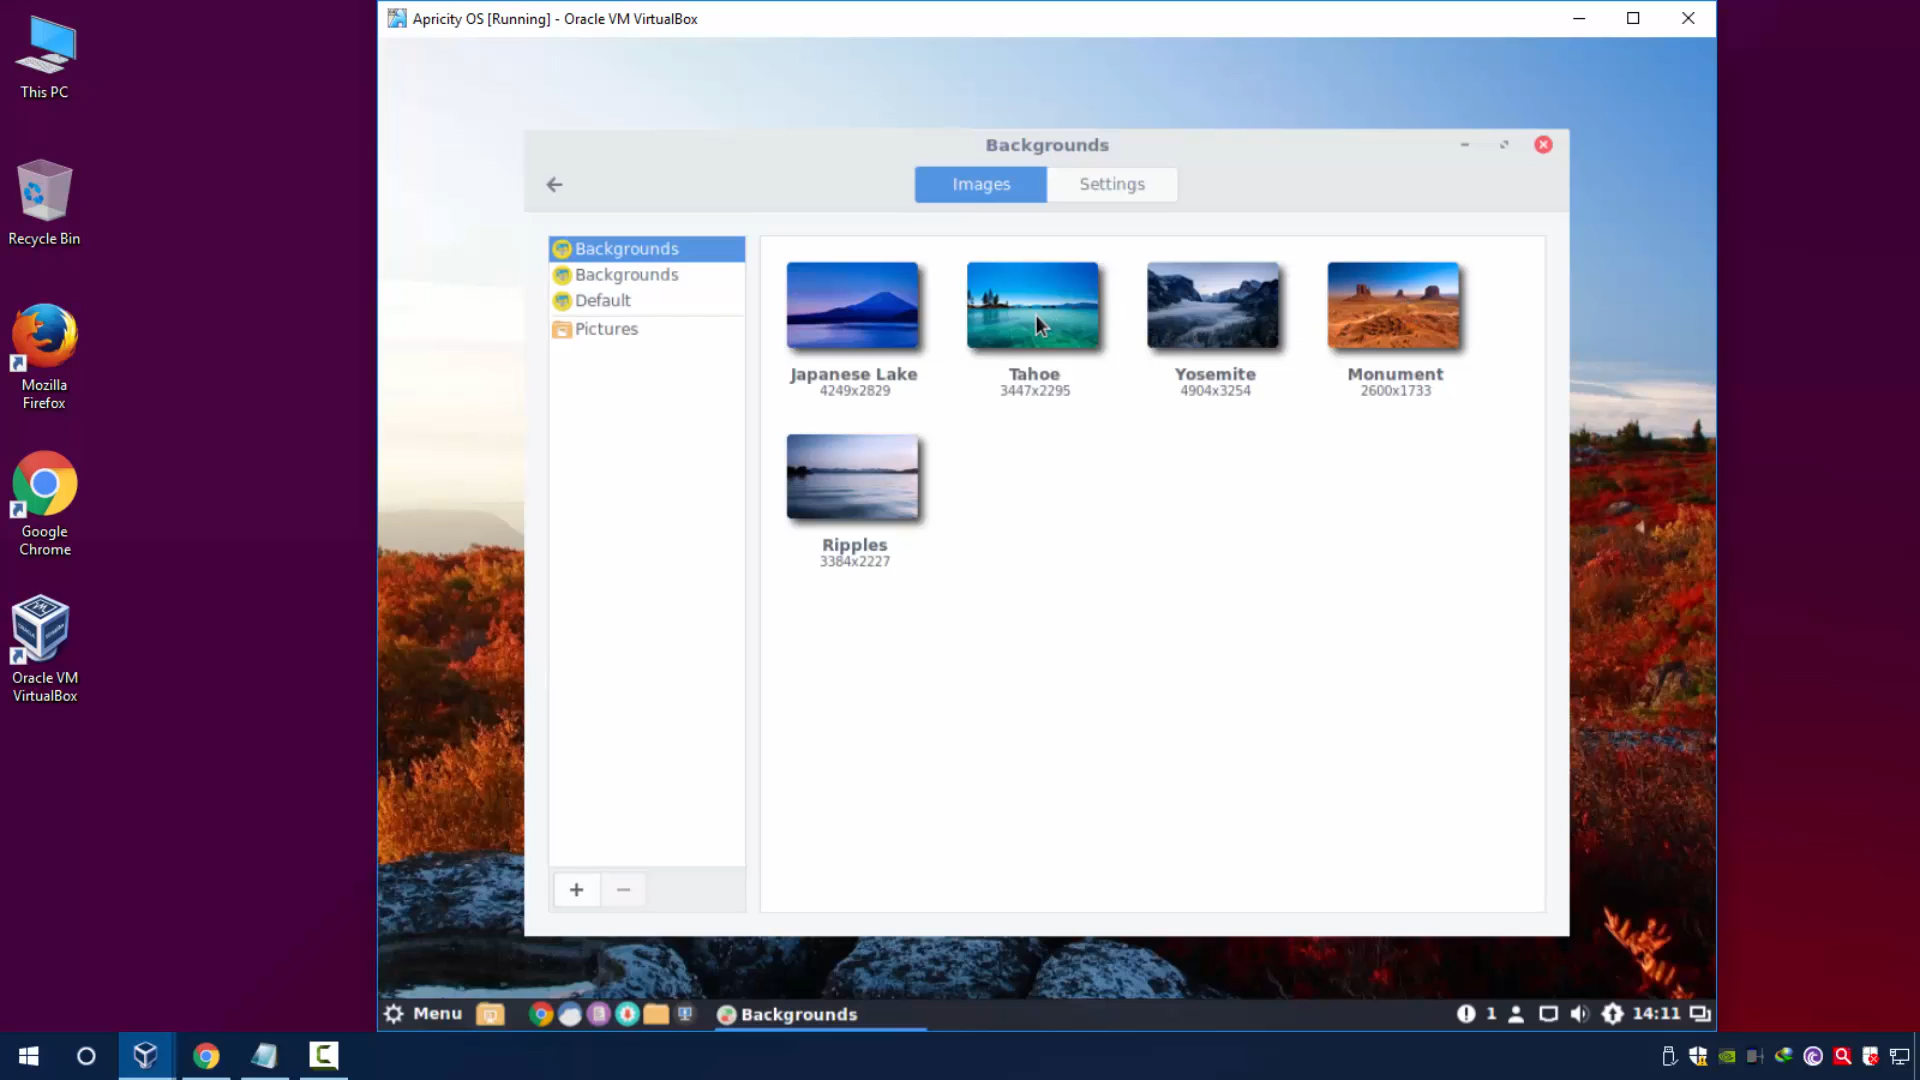 Apricity OS [Running] - Oracle VM VirtualBox
This PC
Recycle Bin
Mozilla
Firefox
Google
Chrome
Oracle VM
VirtualBox
Backgrounds
Images
Settings
Backgrounds
Backgrounds
Default
Pictures
Japanese Lake
4249x2829
Tahoe
3447x2295
Yosemite
4904x3254
Monument
2600x1733
Ripples
3384x2227
Menu
Backgrounds
1
14:11